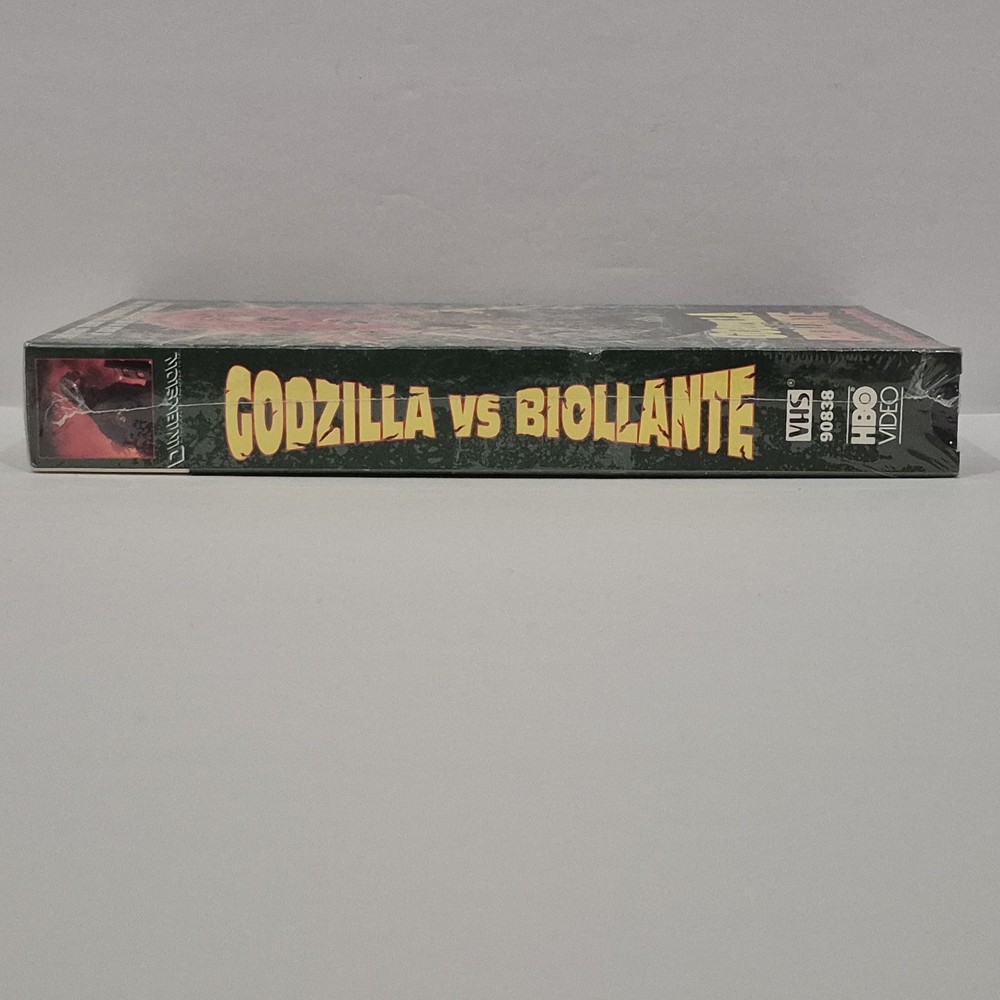 DIMENSION
GODZILLA VS BIOLLANTE
VHS®
90838
HBO®
VIDEO